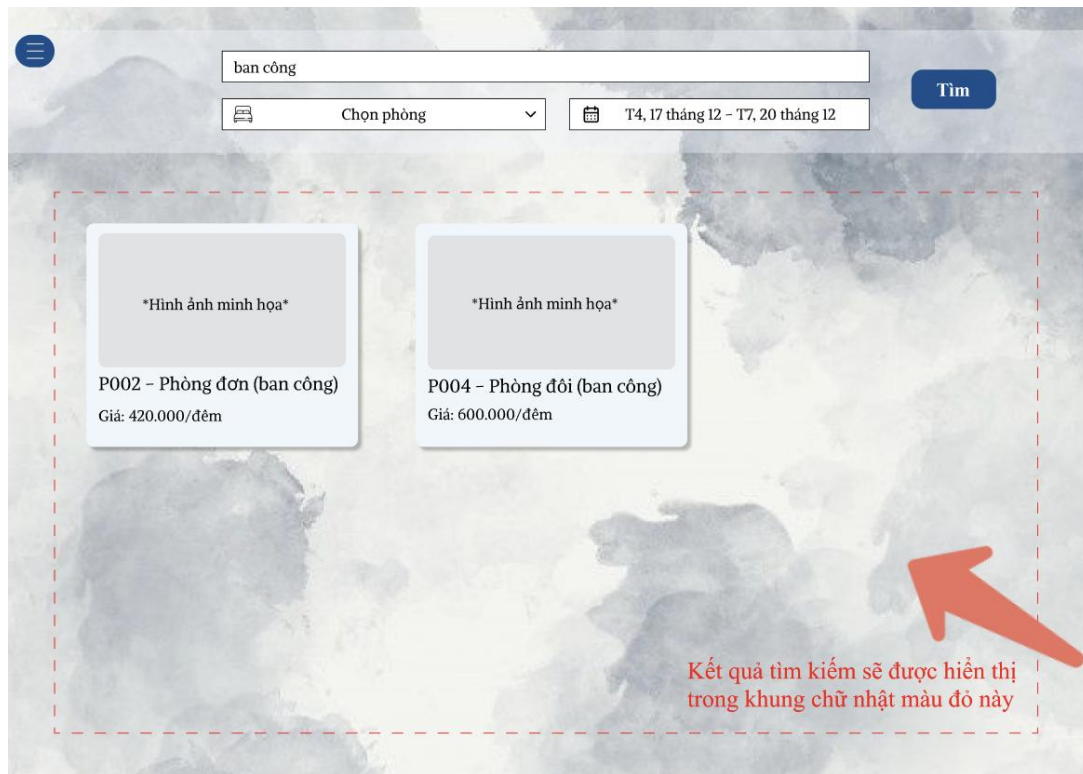 ban công
Tìm
Chọn phòng
T4, 17 tháng 12 – T7, 20 tháng 12
*Hình ảnh minh họa*
*Hình ảnh minh họa*
P002 – Phòng đơn (ban công)
P004 – Phòng đôi (ban công)
Giá: 420.000/đêm
Giá: 600.000/đêm
Kết quả tìm kiếm sẽ được hiển thị
trong khung chữ nhật màu đỏ này